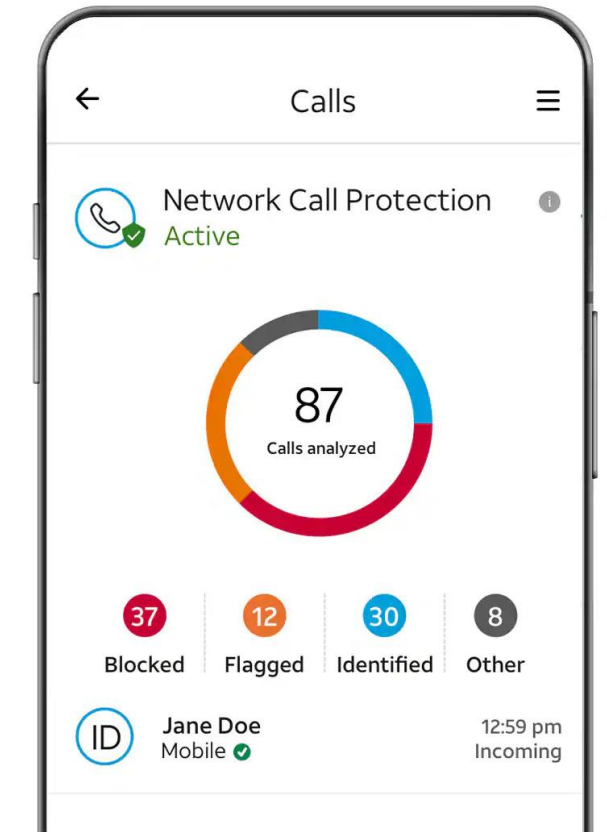 Calls
Network Call Protection
Active
87
Calls analyzed
37 12 30 8
Blocked Flagged Identified Other
ID
Jane Doe
Mobile
12:59 pm
Incoming